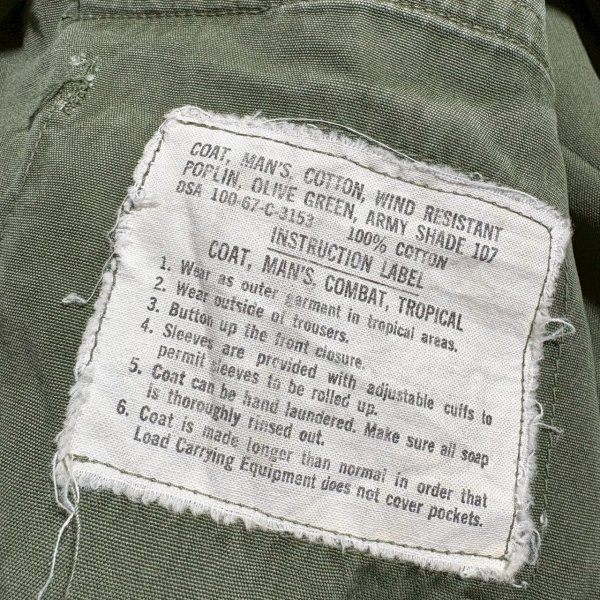 COAT, MAN'S, COTTON, WIND RESISTANT
POPLIN, OLIVE GREEN, ARMY SHADE 107
DSA 100-67-C-3153 100% COTTON
INSTRUCTION LABEL
COAT, MAN'S, COMBAT, TROPICAL
1. Wear as outer garment in tropical areas.
2. Wear outside of trousers.
3. Button up the front closure.
4. Sleeves are provided with adjustable cuffs to
permit sleeves to be rolled up.
5. Coat can be hand laundered. Make sure all soap
is thoroughly rinsed out.
6. Coat is made longer than normal in order that
Load Carrying Equipment does not cover pockets.